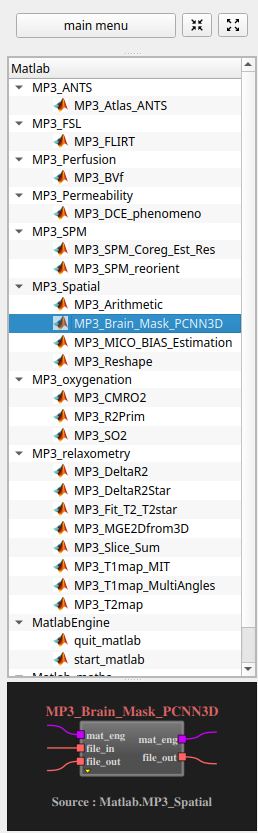 main menu
Matlab
MP3_ANTS
MP3_Atlas_ANTS
MP3_FSL
MP3_FLIRT
MP3_Perfusion
MP3_BVf
MP3_Permeability
MP3_DCE_phenomeno
MP3_SPM
MP3_SPM_Coreg_Est_Res
MP3_SPM_reorient
MP3_Spatial
MP3_Arithmetic
MP3_Brain_Mask_PCNN3D
MP3_MICO_BIAS_Estimation
MP3_Reshape
MP3_oxygenation
MP3_CMRO2
MP3_R2Prim
MP3_SO2
MP3_relaxometry
MP3_DeltaR2
MP3_DeltaR2Star
MP3_Fit_T2_T2star
MP3_MGE2Dfrom3D
MP3_Slice_Sum
MP3_T1map_MIT
MP3_T1map_MultiAngles
MP3_T2map
MatlabEngine
quit_matlab
start_matlab
MP3_Brain_Mask_PCNN3D
mat_eng mat_eng
file_in
file_out file_out
Source : Matlab.MP3_Spatial